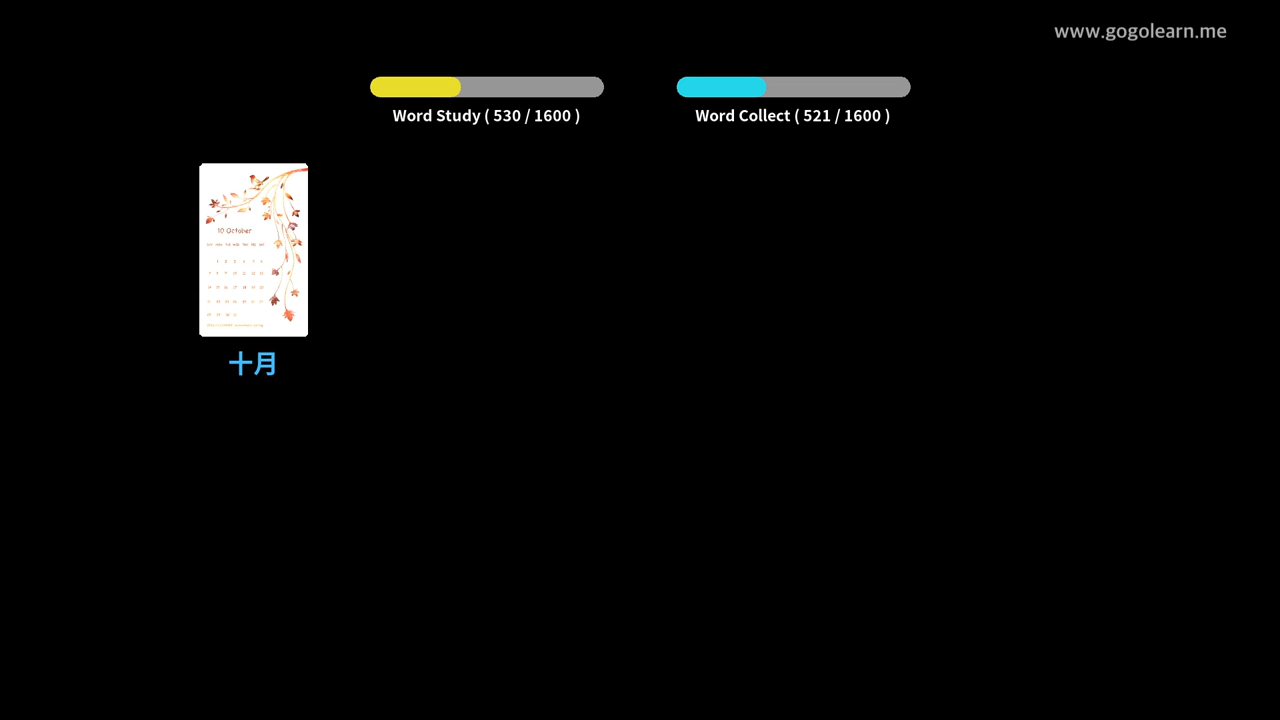 www.gogolearn.me
Word Study ( 530 / 1600 )
Word Collect ( 521 / 1600 )
10 October
十月